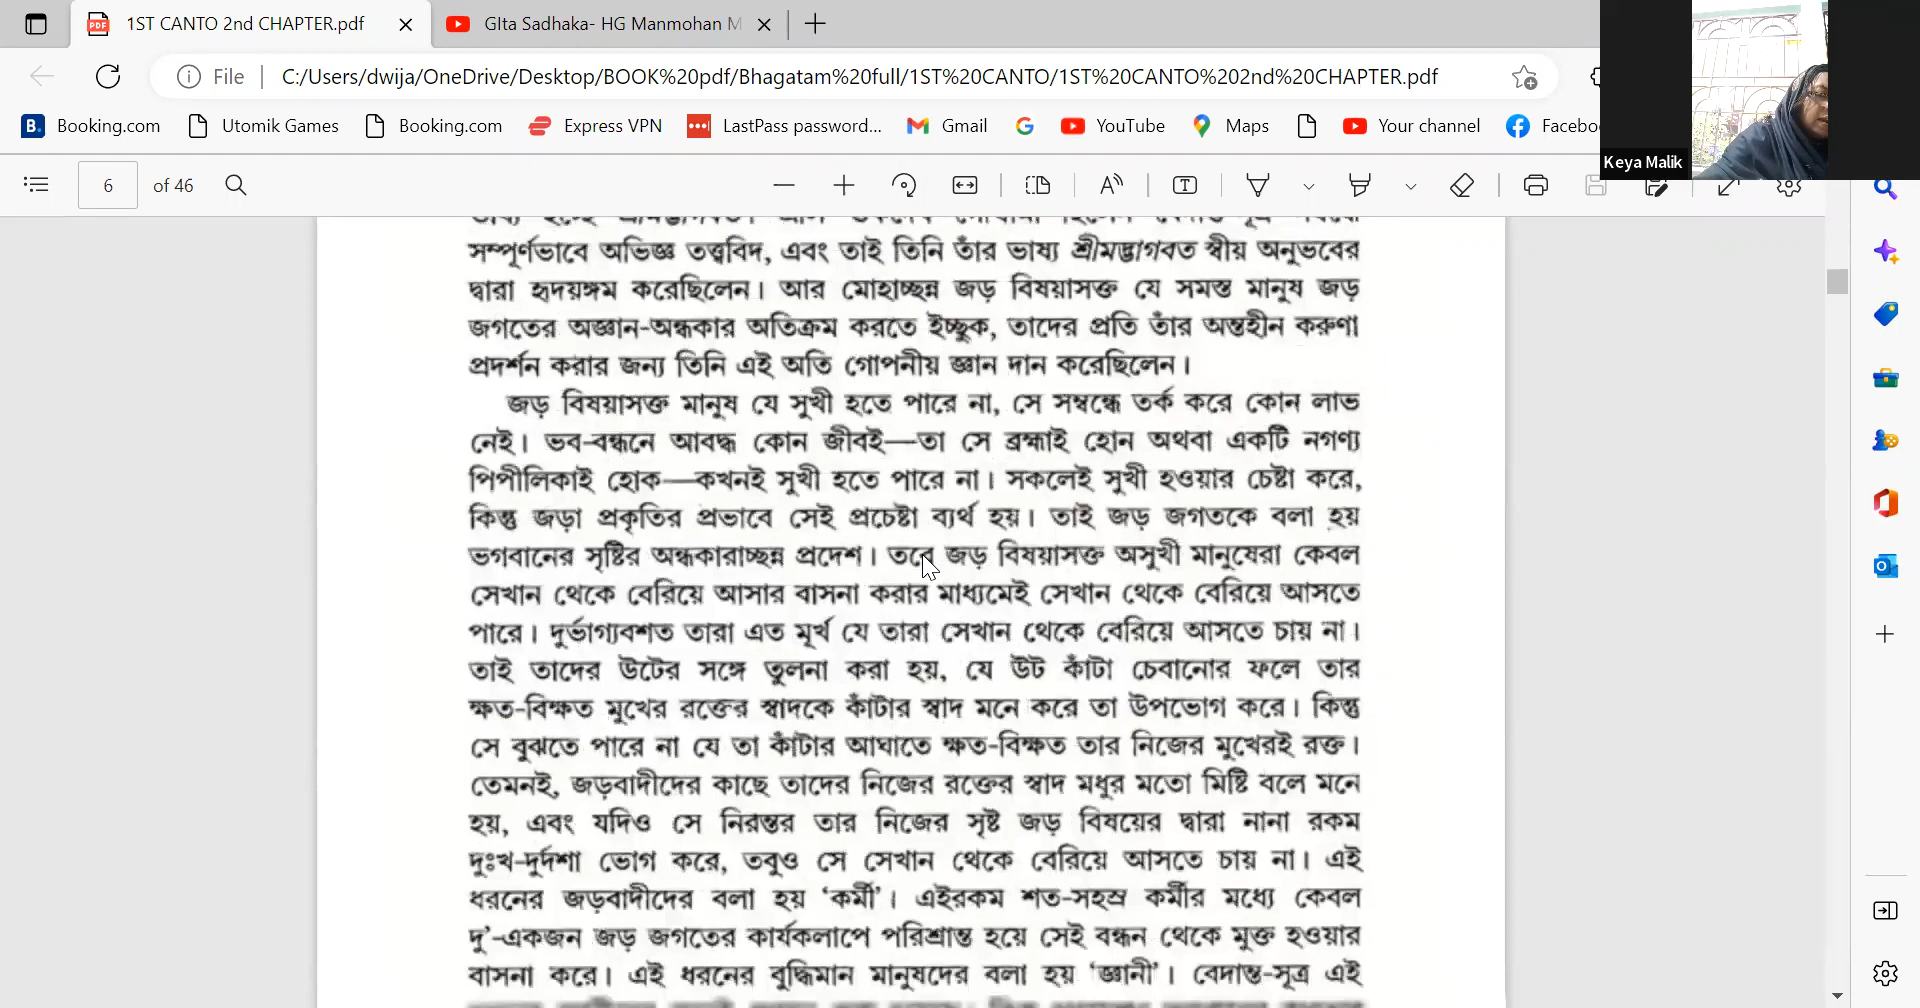 1ST CANTO 2nd CHAPTER.pdf
GIta Sadhaka- HG Manmohan M
File
C:/Users/dwija/OneDrive/Desktop/BOOK%20pdf/Bhagatam%20full/1ST%20CANTO/1ST%20CANTO%202nd%20CHAPTER.pdf
B. Booking.com Utomik Games Booking.com Express VPN LastPass password... Gmail YouTube Maps Your channel Facebo
Keya Malik
6 of 46
সম্পূর্ণভাবে অভিজ্ঞ তত্ত্ববিদ, এবং তাই তিনি তাঁর ভাষ্য শ্রীমদ্ভাগবত স্বীয় অনুভবের
দ্বারা হৃদয়ঙ্গম করেছিলেন। আর মোহাচ্ছন্ন জড় বিষয়াসক্ত যে সমস্ত মানুষ জড়
জগতের অজ্ঞান-অন্ধকার অতিক্রম করতে ইচ্ছুক, তাদের প্রতি তাঁর অন্তহীন করুণা
প্রদর্শন করার জন্য তিনি এই অতি গোপনীয় জ্ঞান দান করেছিলেন।
জড় বিষয়াসক্ত মানুষ যে সুখী হতে পারে না, সে সম্বন্ধে তর্ক করে কোন লাভ
নেই। ভব-বন্ধনে আবদ্ধ কোন জীবই—তা সে ব্রহ্মাই হোন অথবা একটি নগণ্য
পিপীলিকাই হোক—কখনই সুখী হতে পারে না। সকলেই সুখী হওয়ার চেষ্টা করে,
কিন্তু জড়া প্রকৃতির প্রভাবে সেই প্রচেষ্টা ব্যর্থ হয়। তাই জড় জগতকে বলা হয়
ভগবানের সৃষ্টির অন্ধকারাচ্ছন্ন প্রদেশ। তবে জড় বিষয়াসক্ত অসুখী মানুষেরা কেবল
সেখান থেকে বেরিয়ে আসার বাসনা করার মাধ্যমেই সেখান থেকে বেরিয়ে আসতে
পারে। দুর্ভাগ্যবশত তারা এত মূর্খ যে তারা সেখান থেকে বেরিয়ে আসতে চায় না।
তাই তাদের উটের সঙ্গে তুলনা করা হয়, যে উট কাঁটা চেবানোর ফলে তার
ক্ষত-বিক্ষত মুখের রক্তের স্বাদকে কাঁটার স্বাদ মনে করে তা উপভোগ করে। কিন্তু
সে বুঝতে পারে না যে তা কাঁটার আঘাতে ক্ষত-বিক্ষত তার নিজের মুখেরই রক্ত।
তেমনই, জড়বাদীদের কাছে তাদের নিজের রক্তের স্বাদ মধুর মতো মিষ্টি বলে মনে
হয়, এবং যদিও সে নিরন্তর তার নিজের সৃষ্ট জড় বিষয়ের দ্বারা নানা রকম
দুঃখ-দুর্দশা ভোগ করে, তবুও সে সেখান থেকে বেরিয়ে আসতে চায় না। এই
ধরনের জড়বাদীদের বলা হয় ‘কর্মী’। এইরকম শত-সহস্র কর্মীর মধ্যে কেবল
দু’-একজন জড় জগতের কার্যকলাপে পরিশ্রান্ত হয়ে সেই বন্ধন থেকে মুক্ত হওয়ার
বাসনা করে। এই ধরনের বুদ্ধিমান মানুষদের বলা হয় ‘জ্ঞানী’। বেদান্ত-সূত্র এই